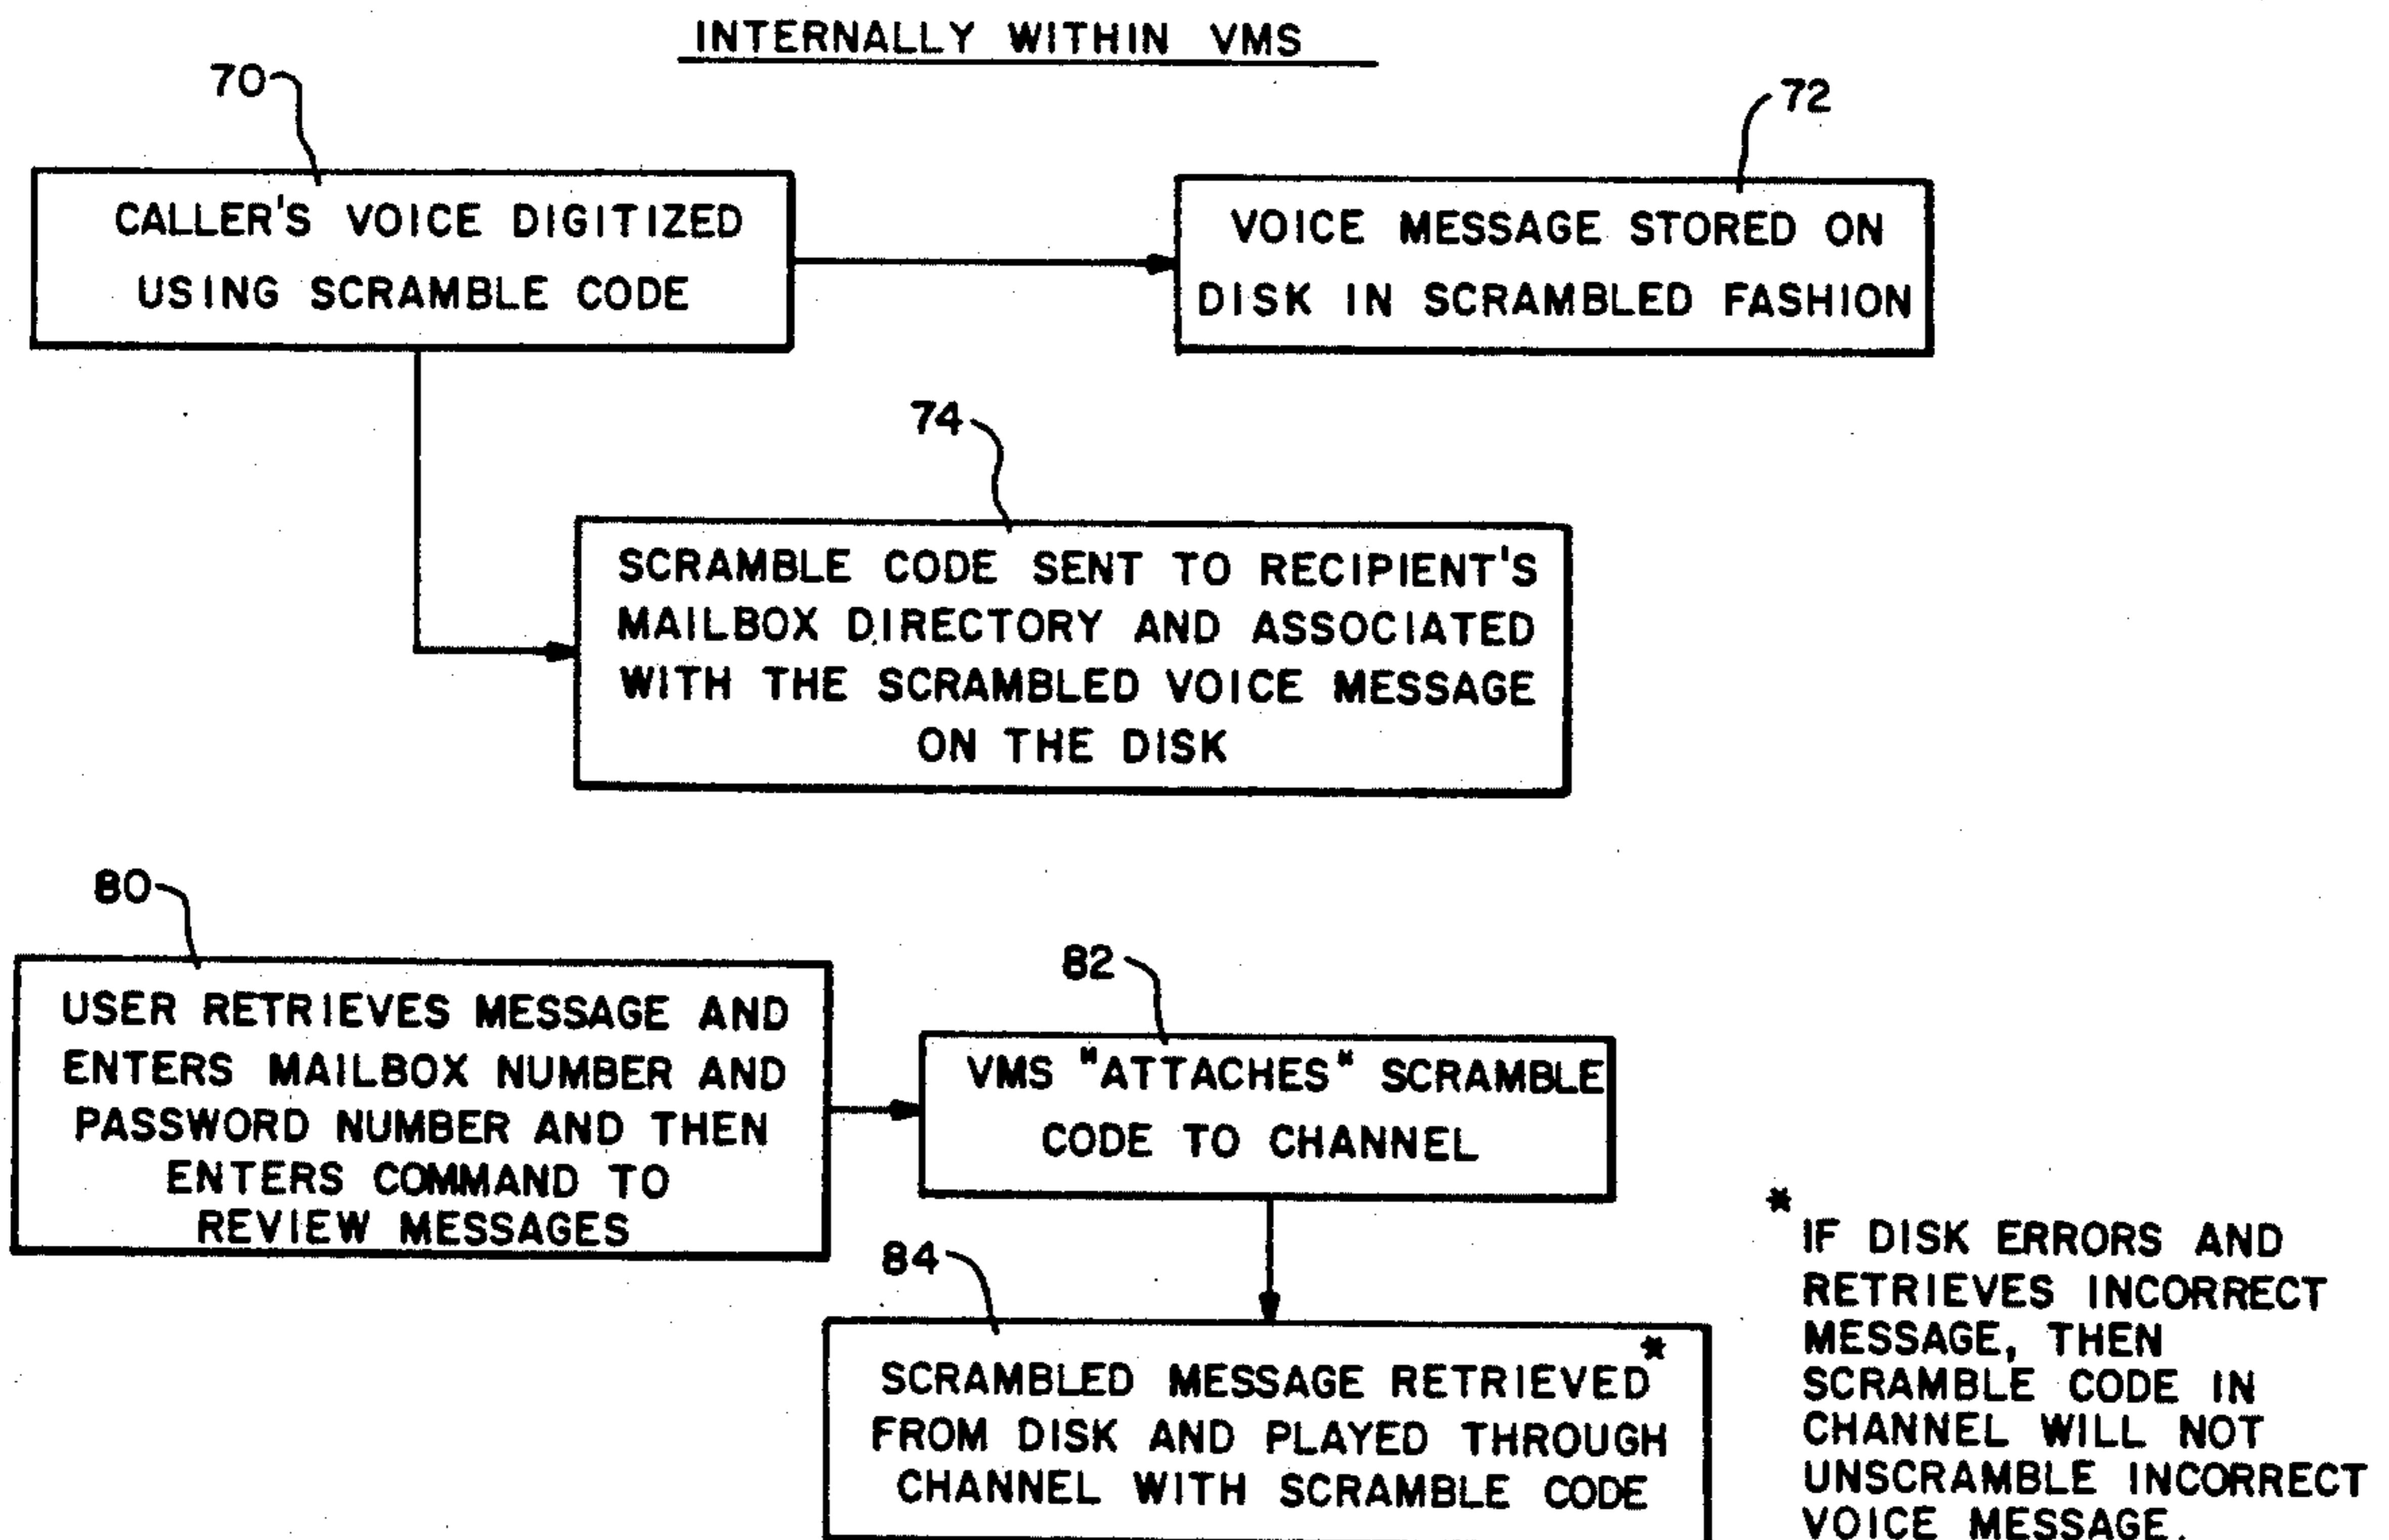 INTERNALLY WITHIN VMS
70
72
CALLER'S VOICE DIGITIZED
USING SCRAMBLE CODE
VOICE MESSAGE STORED ON
DISK IN SCRAMBLED FASHION
74
SCRAMBLE CODE SENT TO RECIPIENT'S
MAILBOX DIRECTORY AND ASSOCIATED
WITH THE SCRAMBLED VOICE MESSAGE
ON THE DISK
80
USER RETRIEVES MESSAGE AND
ENTERS MAILBOX NUMBER AND
PASSWORD NUMBER AND THEN
ENTERS COMMAND TO
REVIEW MESSAGES
82
VMS "ATTACHES" SCRAMBLE
CODE TO CHANNEL
84
SCRAMBLED MESSAGE RETRIEVED*
FROM DISK AND PLAYED THROUGH
CHANNEL WITH SCRAMBLE CODE
*
IF DISK ERRORS AND
RETRIEVES INCORRECT
MESSAGE, THEN
SCRAMBLE CODE IN
CHANNEL WILL NOT
UNSCRAMBLE INCORRECT
VOICE MESSAGE.